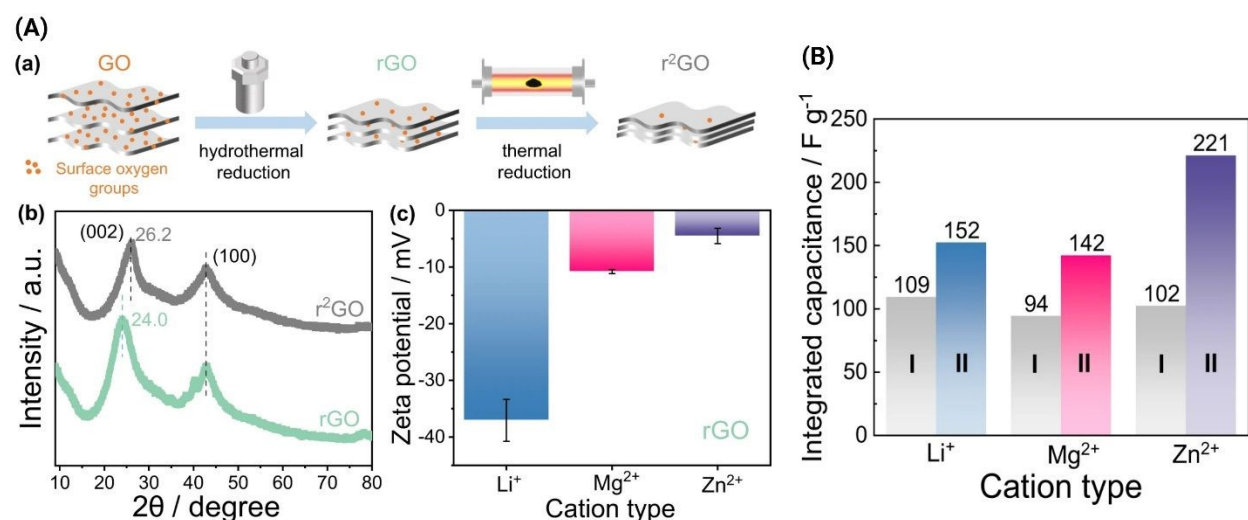 (A)
(a)
GO
rGO
r²GO
hydrothermal
reduction
thermal
reduction
Surface oxygen
groups
(b)
Intensity / a.u.
(002)
26.2
(100)
r²GO
24.0
rGO
10 20 30 40 50 60 70 80
2θ / degree
(c)
Zeta potential / mV
0
-10
-20
-30
-40
rGO
Li⁺ Mg²⁺ Zn²⁺
Cation type
(B)
Integrated capacitance / F g⁻¹
250
200
150
100
50
0
109 152 94 142 102 221
I II I II I II
Li⁺ Mg²⁺ Zn²⁺
Cation type